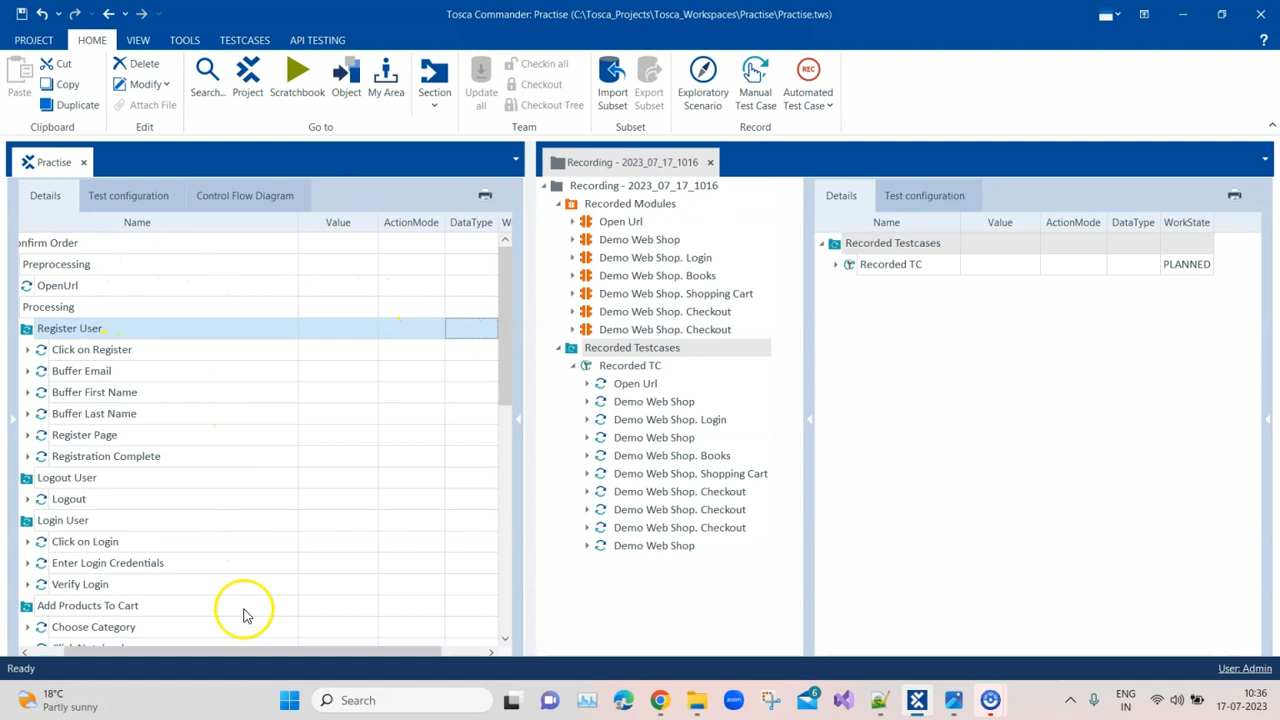 Tosca Commander: Practise (C:\Tosca_Projects\Tosca_Workspaces\Practise\Practise.tws)
PROJECT HOME VIEW TOOLS TESTCASES API TESTING
Paste Cut Copy Duplicate
Delete Modify Attach File
Search... Project Scratchbook Object My Area Section
Update all Checkin all Checkout Checkout Tree
Import Subset Export Subset
Exploratory Scenario Manual Test Case REC Automated Test Case
Clipboard Edit Go to Team Subset Record
Practise
Details Test configuration Control Flow Diagram
Name Value ActionMode DataType W
onfirm Order
Preprocessing
OpenUrl
Processing
Register User
Click on Register
Buffer Email
Buffer First Name
Buffer Last Name
Register Page
Registration Complete
Logout User
Logout
Login User
Click on Login
Enter Login Credentials
Verify Login
Add Products To Cart
Choose Category
Recording - 2023_07_17_1016
Recording - 2023_07_17_1016
Recorded Modules
Open Url
Demo Web Shop
Demo Web Shop. Login
Demo Web Shop. Books
Demo Web Shop. Shopping Cart
Demo Web Shop. Checkout
Demo Web Shop. Checkout
Recorded Testcases
Recorded TC
Open Url
Demo Web Shop
Demo Web Shop. Login
Demo Web Shop
Demo Web Shop. Books
Demo Web Shop. Shopping Cart
Demo Web Shop. Checkout
Demo Web Shop. Checkout
Demo Web Shop. Checkout
Demo Web Shop
Details Test configuration
Name Value ActionMode DataType WorkState
Recorded Testcases
Recorded TC PLANNED
Ready User: Admin
18°C
Partly sunny
Search
6
ENG
IN
10:36
17-07-2023